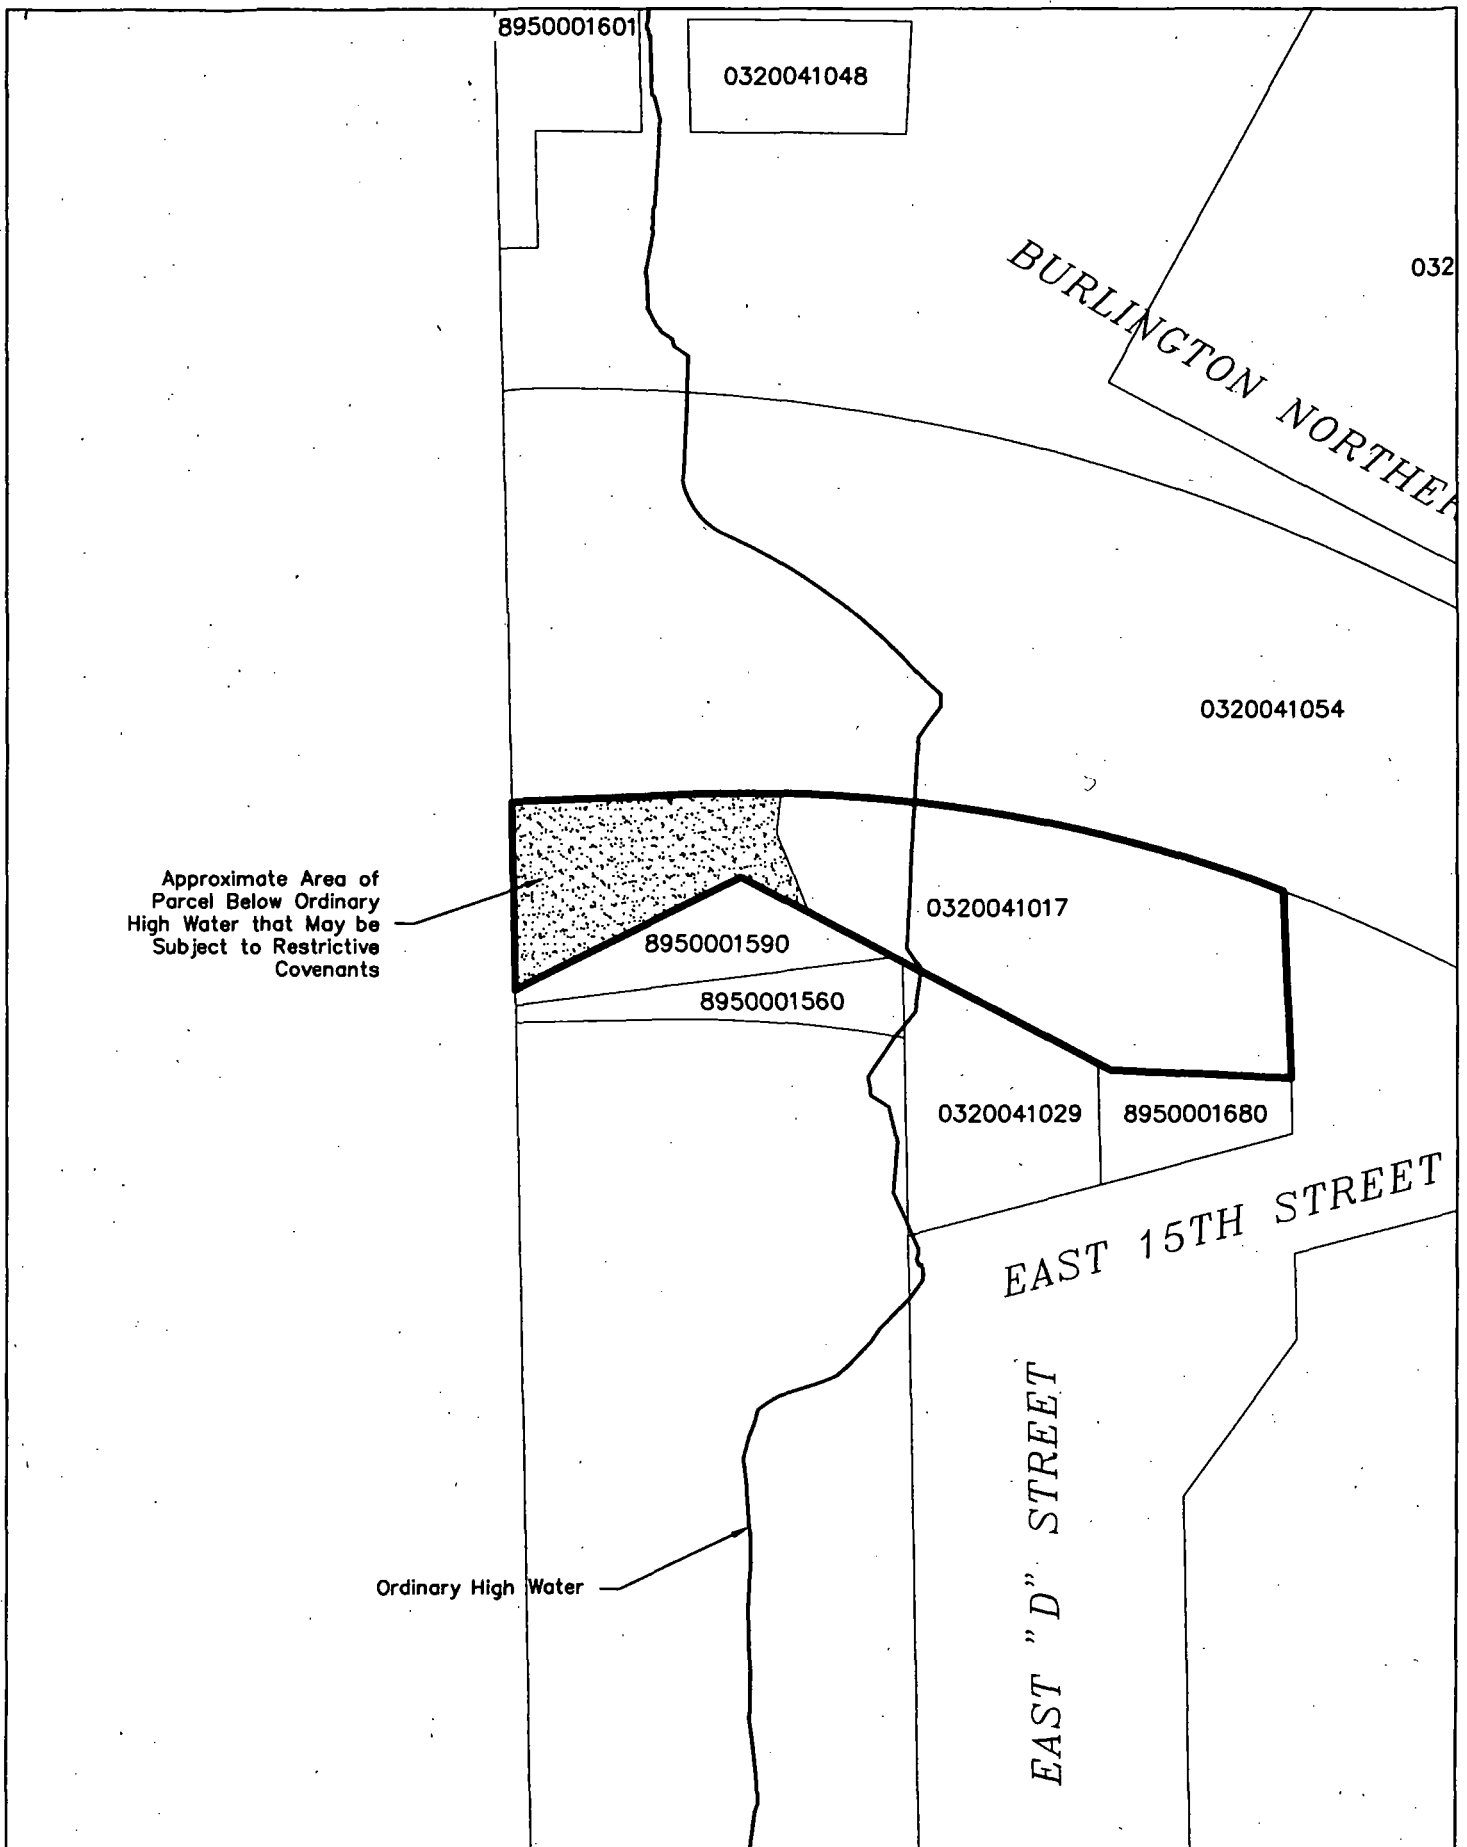 8950001601
0320041048
032
BURLINGTON NORTHER
0320041054
Approximate Area of
Parcel Below Ordinary
High Water that May be
Subject to Restrictive
Covenants
0320041017
8950001590
8950001560
0320041029
8950001680
EAST 15TH STREET
EAST "D" STREET
Ordinary High Water